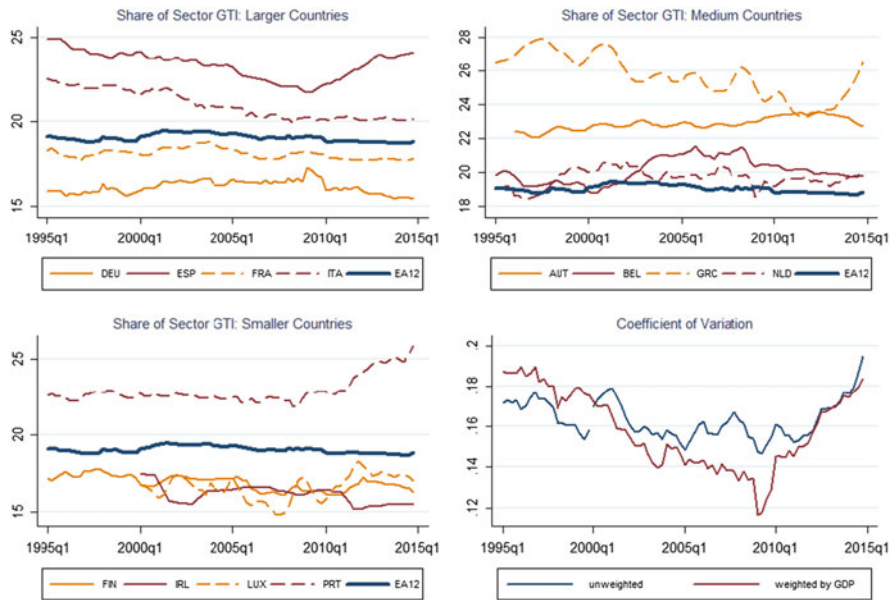 Share of Sector GTI: Larger Countries
25
20
15
1995q1 2000q1 2005q1 2010q1 2015q1
DEU ESP FRA ITA EA12
Share of Sector GTI: Medium Countries
28
26
24
22
20
18
1995q1 2000q1 2005q1 2010q1 2015q1
AUT BEL GRC NLD EA12
Share of Sector GTI: Smaller Countries
25
20
15
1995q1 2000q1 2005q1 2010q1 2015q1
FIN IRL LUX PRT EA12
Coefficient of Variation
.2
.18
.16
.14
.12
1995q1 2000q1 2005q1 2010q1 2015q1
unweighted weighted by GDP